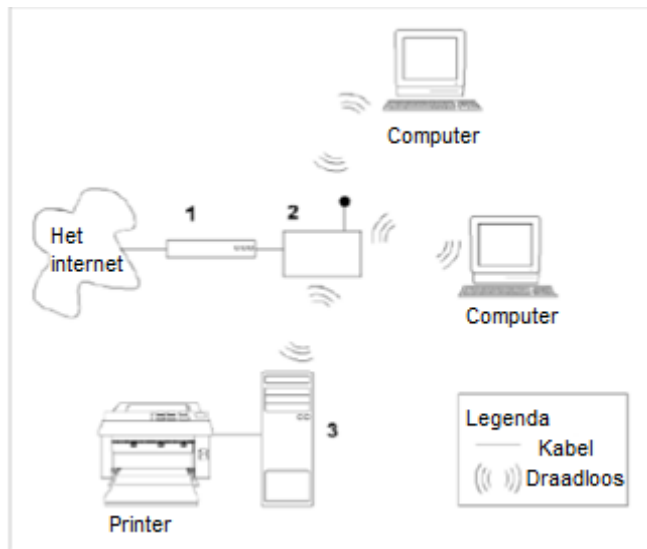 Computer
1
2
Het
internet
Computer
3
Printer
Legenda
Kabel
Draadloos